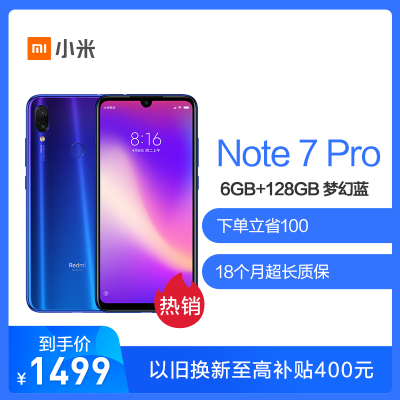 小米
8:16
Note 7 Pro
6GB+128GB 梦幻蓝
下单立省100
18个月超长质保
Redmi
热销
到手价
¥1499
以旧换新至高补贴400元